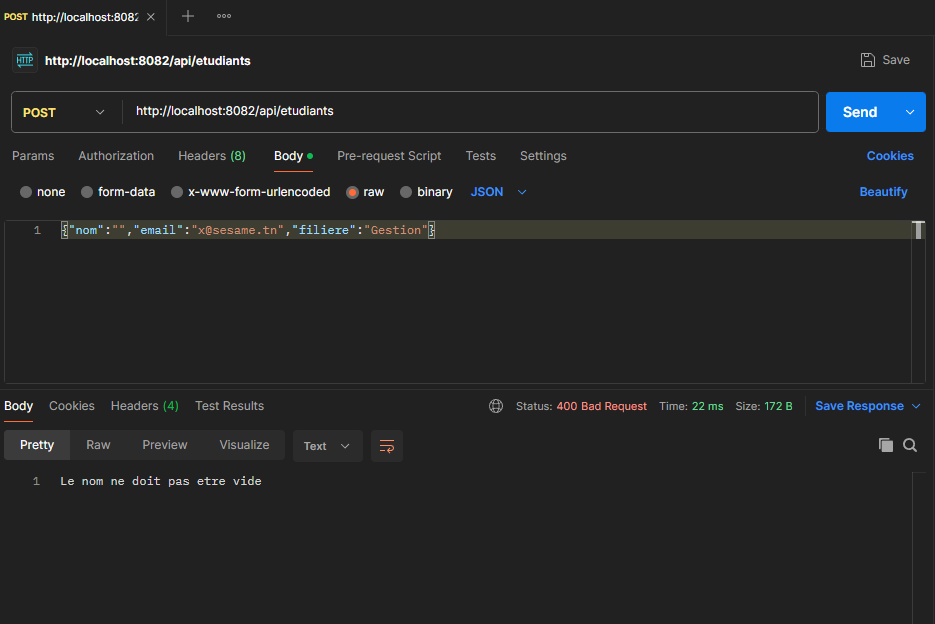 POST http://localhost:8082
HTTP http://localhost:8082/api/etudiants Save
POST http://localhost:8082/api/etudiants Send
Params Authorization Headers (8) Body Pre-request Script Tests Settings Cookies
none form-data x-www-form-urlencoded raw binary JSON Beautify
1 {"nom":"","email":"x@sesame.tn","filiere":"Gestion"}
Body Cookies Headers (4) Test Results Status: 400 Bad Request Time: 22 ms Size: 172 B Save Response
Pretty Raw Preview Visualize Text
1 Le nom ne doit pas etre vide